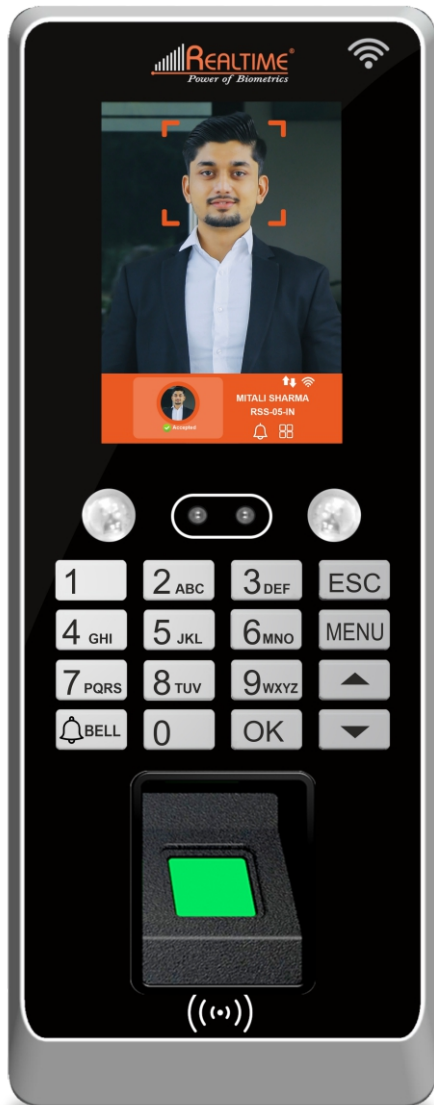 REALTIME®
Power of Biometrics
MITALI SHARMA
RSS-05-IN
Accepted
1 2 ABC 3 DEF ESC
4 GHI 5 JKL 6 MNO MENU
7 PQRS 8 TUV 9 WXYZ
BELL 0 OK